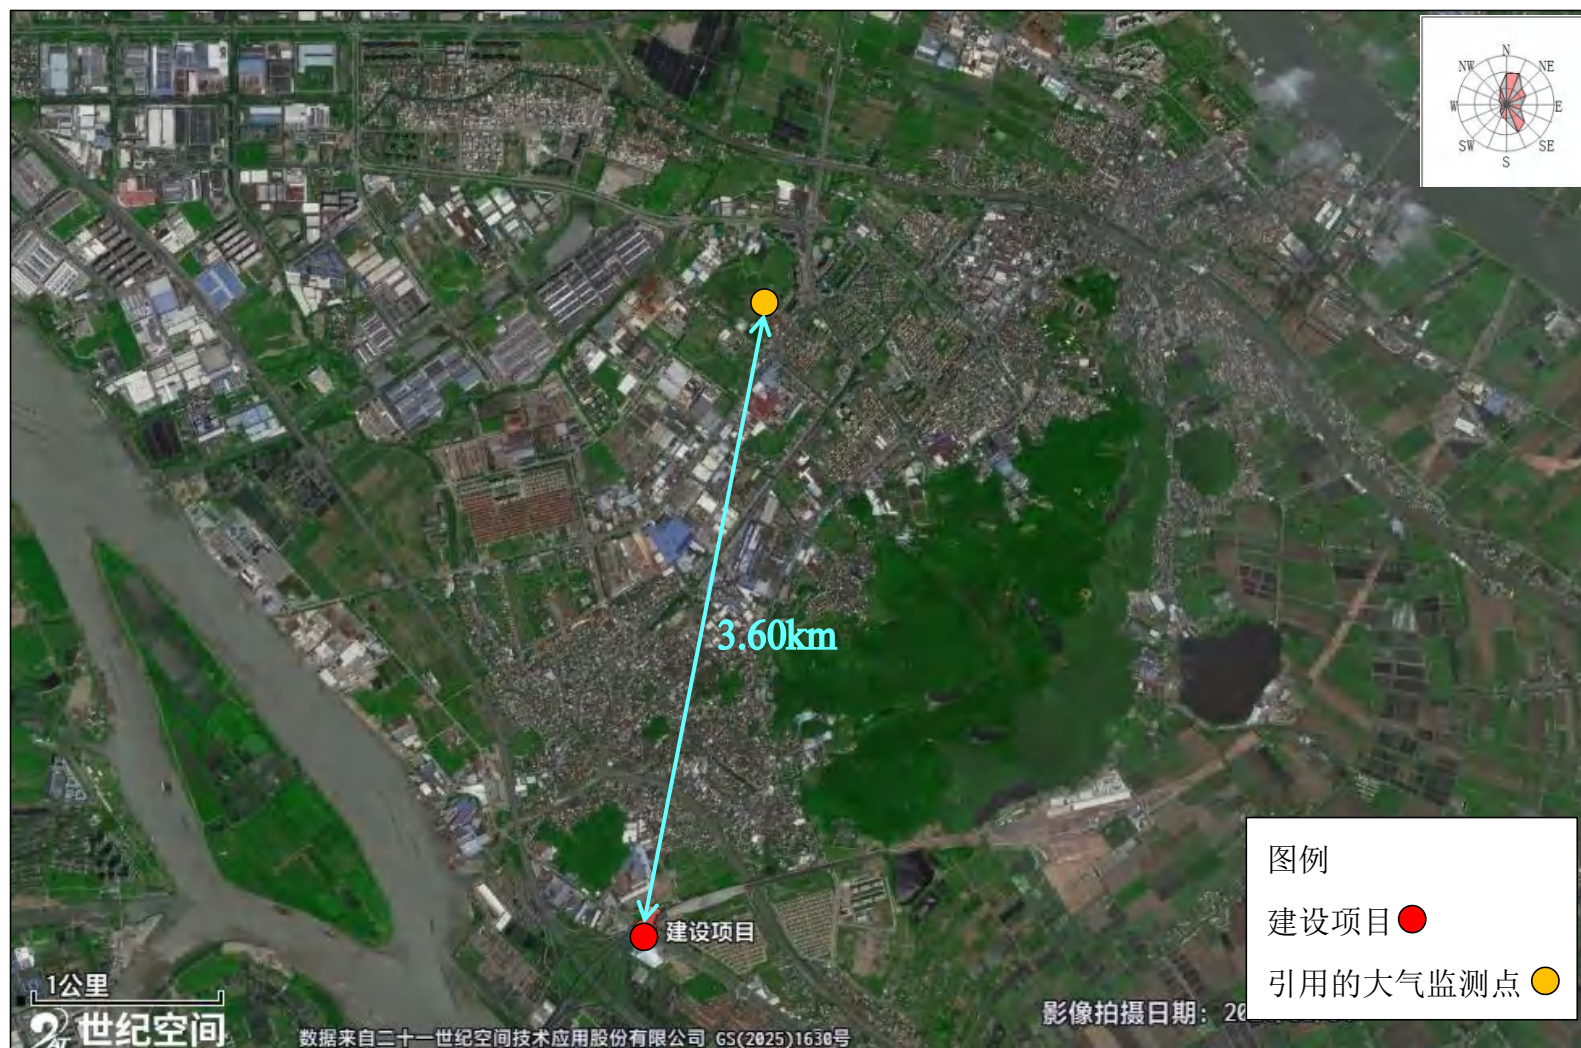 N
NW
NE
W
E
SW
SE
S
3.60km
建设项目
图例
建设项目
引用的大气监测点
1公里
世纪空间
AT
数据来自二十一世纪空间技术应用股份有限公司 GS(2025)1630号
影像拍摄日期：20